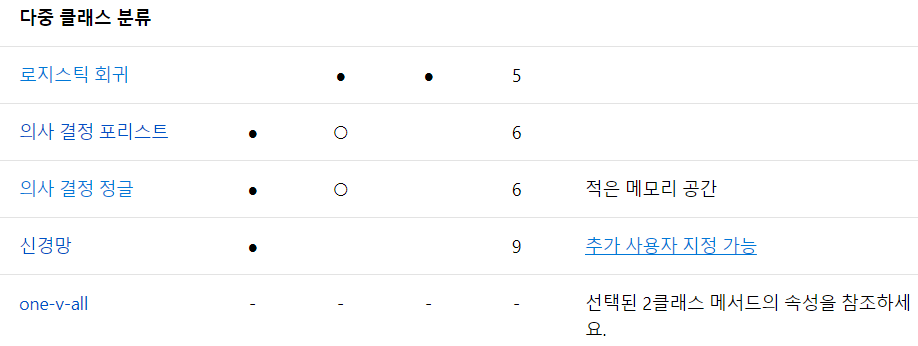 다중 클래스 분류
로지스틱 회귀 ● ● 5
의사 결정 포리스트 ● ○ 6
의사 결정 정글 ● ○ 6 적은 메모리 공간
신경망 ● 9 추가 사용자 지정 가능
one-v-all - - - - 선택된 2클래스 메서드의 속성을 참조하세
요.